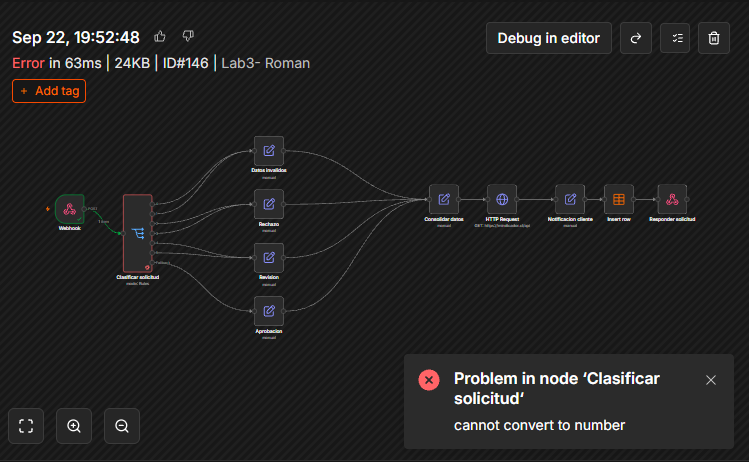 Sep 22, 19:52:48
Debug in editor
Error in 63ms | 24KB | ID#146 | Lab3- Roman
+ Add tag
Datos invalidos
manual
Rechazo
manual
Webhook
Clasificar solicitud
mode: Rules
Revision
manual
Aprobacion
manual
Consolidar datos
manual
HTTP Request
Notificacion cliente
manual
Insert row
Responder solicitud
Problem in node ‘Clasificar
solicitud‘
cannot convert to number